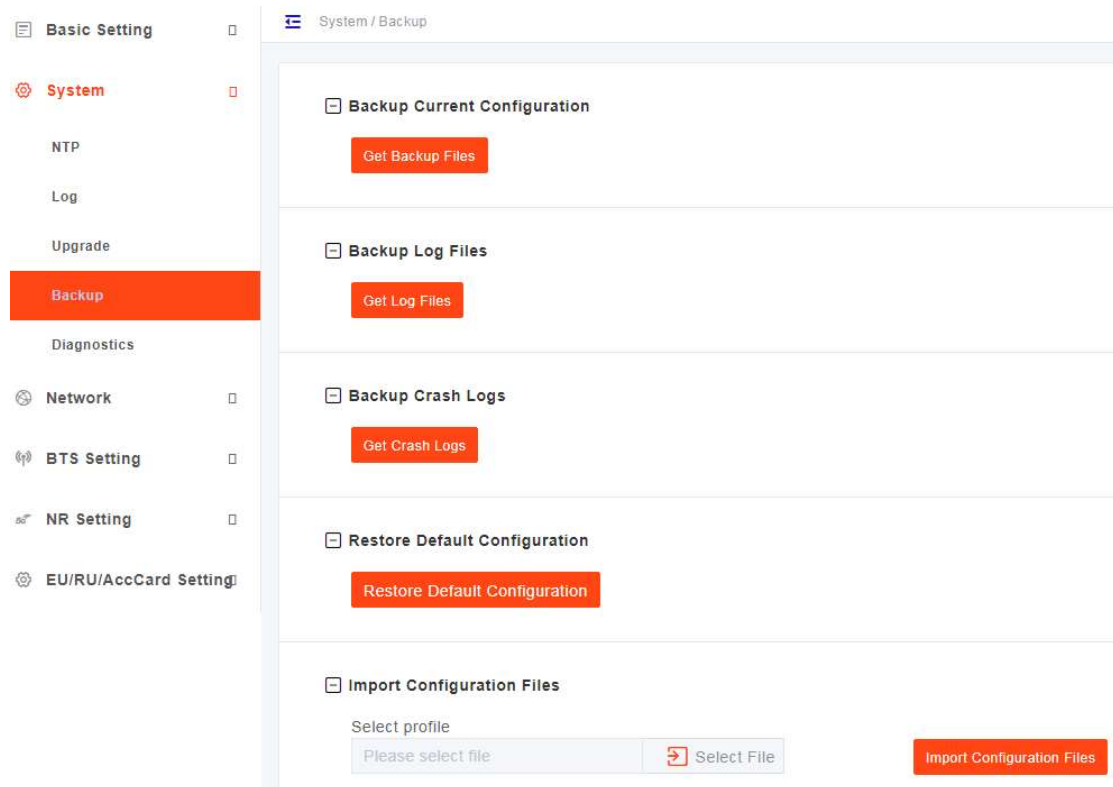 Basic Setting
System / Backup
System
NTP
Log
Upgrade
Backup
Diagnostics
Network
BTS Setting
5G
NR Setting
EU/RU/AccCard Setting
Backup Current Configuration
Get Backup Files
Backup Log Files
Get Log Files
Backup Crash Logs
Get Crash Logs
Restore Default Configuration
Restore Default Configuration
Import Configuration Files
Select profile
Please select file
Select File
Import Configuration Files